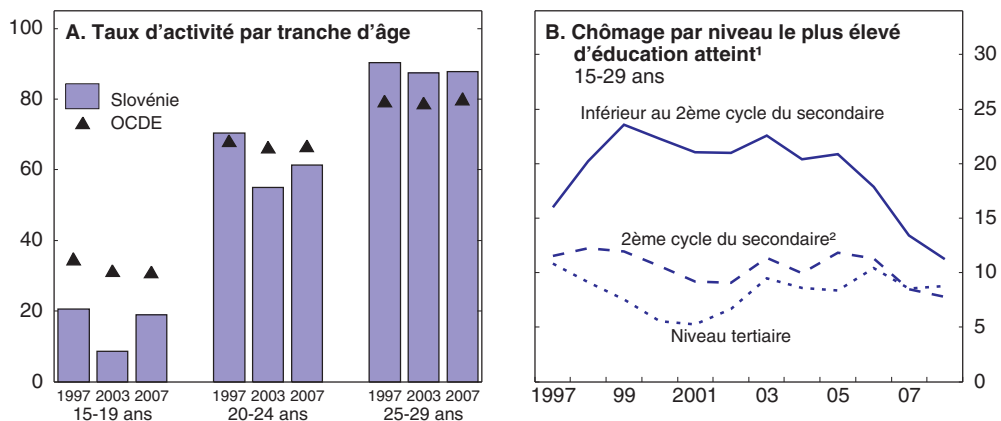 A. Taux d'activité par tranche d'âge
100
80
60
40
20
0
Slovénie
OCDE
1997 2003 2007 1997 2003 2007 1997 2003 2007
15-19 ans 20-24 ans 25-29 ans
B. Chômage par niveau le plus élevé
d'éducation atteint¹
15-29 ans
30
25
20
15
10
5
0
Inférieur au 2ème cycle du secondaire
2ème cycle du secondaire²
Niveau tertiaire
1997 99 2001 03 05 07